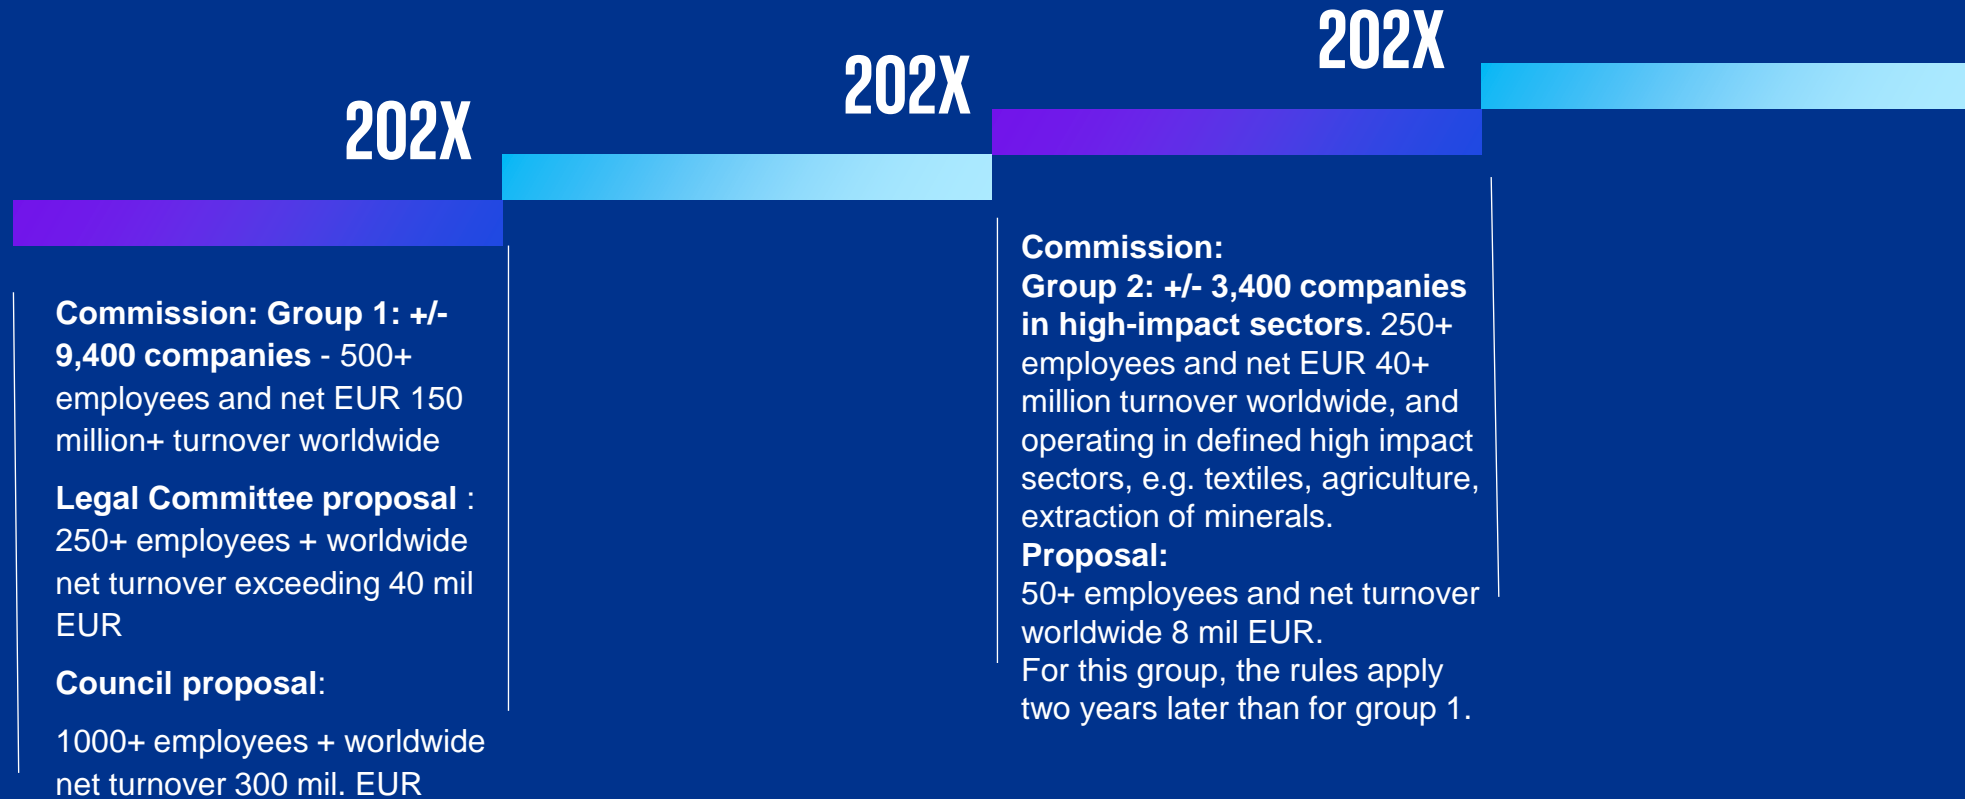 202X
202X
202X
Commission: Group 1: +/-
9,400 companies - 500+
employees and net EUR 150
million+ turnover worldwide
Legal Committee proposal :
250+ employees + worldwide
net turnover exceeding 40 mil
EUR
Council proposal:
1000+ employees + worldwide
net turnover 300 mil. EUR
Commission:
Group 2: +/- 3,400 companies
in high-impact sectors. 250+
employees and net EUR 40+
million turnover worldwide, and
operating in defined high impact
sectors, e.g. textiles, agriculture,
extraction of minerals.
Proposal:
50+ employees and net turnover
worldwide 8 mil EUR.
For this group, the rules apply
two years later than for group 1.